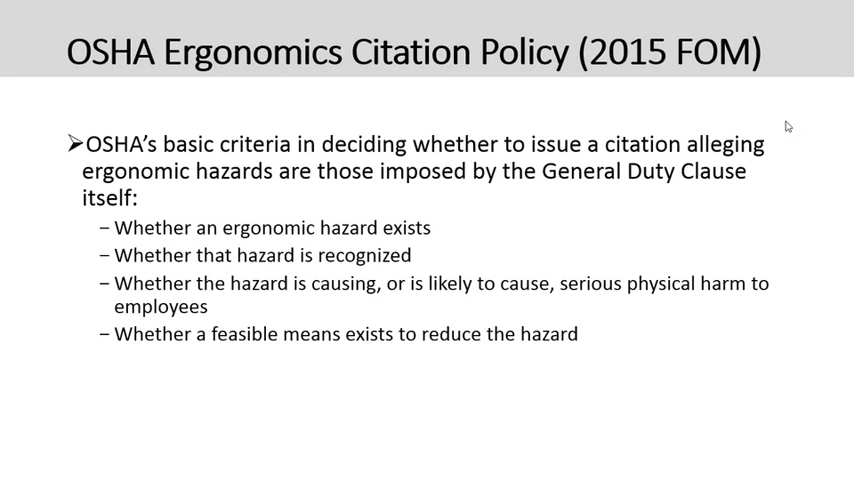 OSHA Ergonomics Citation Policy (2015 FOM)
➢OSHA’s basic criteria in deciding whether to issue a citation alleging
ergonomic hazards are those imposed by the General Duty Clause
itself:
– Whether an ergonomic hazard exists
– Whether that hazard is recognized
– Whether the hazard is causing, or is likely to cause, serious physical harm to
employees
– Whether a feasible means exists to reduce the hazard